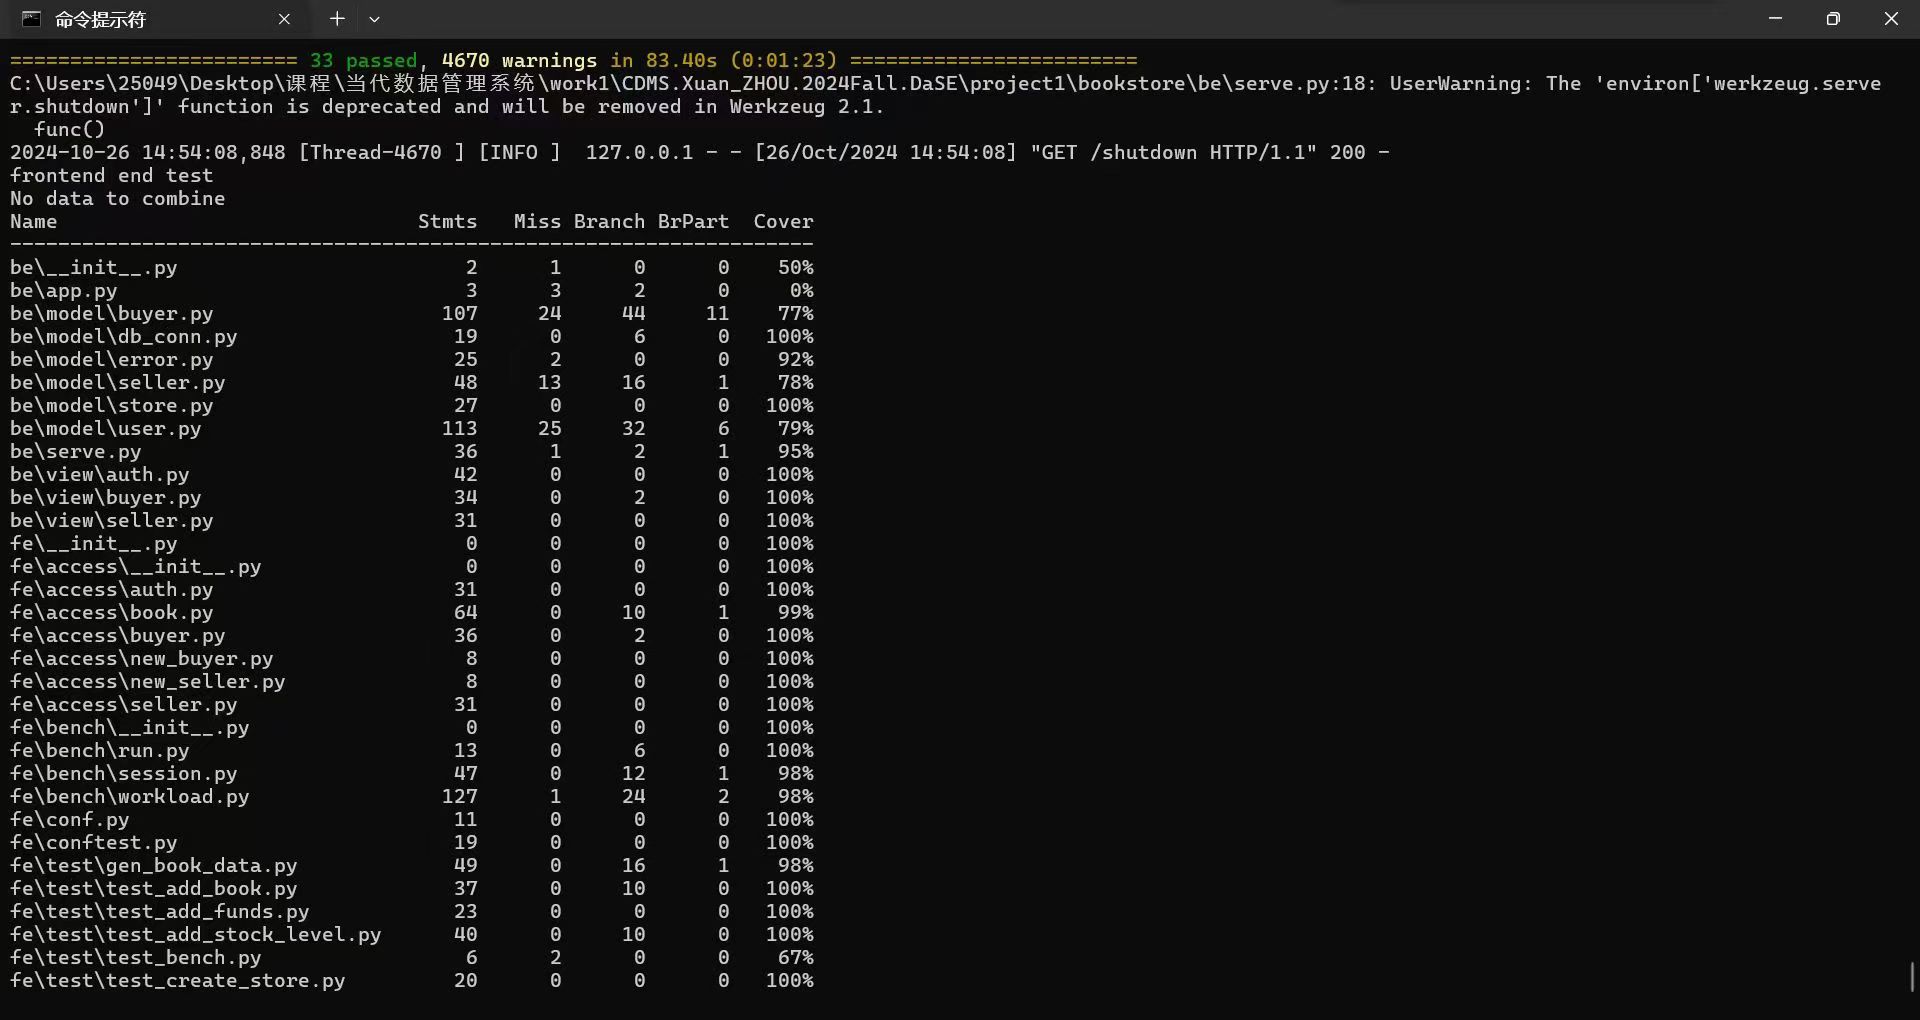 命令提示符
======================== 33 passed, 4670 warnings in 83.40s (0:01:23) ========================
C:\Users\25049\Desktop\课程\当代数据管理系统\work1\CDMS.Xuan_ZHOU.2024Fall.DaSE\project1\bookstore\be\serve.py:18: UserWarning: The 'environ['werkzeug.serve
r.shutdown']' function is deprecated and will be removed in Werkzeug 2.1.
  func()
2024-10-26 14:54:08,848 [Thread-4670 ] [INFO ]  127.0.0.1 - - [26/Oct/2024 14:54:08] "GET /shutdown HTTP/1.1" 200 -
frontend end test
No data to combine
Name                              Stmts   Miss Branch BrPart  Cover
-------------------------------------------------------------------
be\__init__.py                        2      1      0      0    50%
be\app.py                             3      3      2      0     0%
be\model\buyer.py                   107     24     44     11    77%
be\model\db_conn.py                  19      0      6      0   100%
be\model\error.py                    25      2      0      0    92%
be\model\seller.py                   48     13     16      1    78%
be\model\store.py                    27      0      0      0   100%
be\model\user.py                    113     25     32      6    79%
be\serve.py                          36      1      2      1    95%
be\view\auth.py                      42      0      0      0   100%
be\view\buyer.py                     34      0      2      0   100%
be\view\seller.py                    31      0      0      0   100%
fe\__init__.py                        0      0      0      0   100%
fe\access\__init__.py                 0      0      0      0   100%
fe\access\auth.py                    31      0      0      0   100%
fe\access\book.py                    64      0     10      1    99%
fe\access\buyer.py                   36      0      2      0   100%
fe\access\new_buyer.py                8      0      0      0   100%
fe\access\new_seller.py               8      0      0      0   100%
fe\access\seller.py                  31      0      0      0   100%
fe\bench\__init__.py                  0      0      0      0   100%
fe\bench\run.py                      13      0      6      0   100%
fe\bench\session.py                  47      0     12      1    98%
fe\bench\workload.py                127      1     24      2    98%
fe\conf.py                           11      0      0      0   100%
fe\conftest.py                       19      0      0      0   100%
fe\test\gen_book_data.py             49      0     16      1    98%
fe\test\test_add_book.py             37      0     10      0   100%
fe\test\test_add_funds.py            23      0      0      0   100%
fe\test\test_add_stock_level.py      40      0     10      0   100%
fe\test\test_bench.py                 6      2      0      0    67%
fe\test\test_create_store.py         20      0      0      0   100%